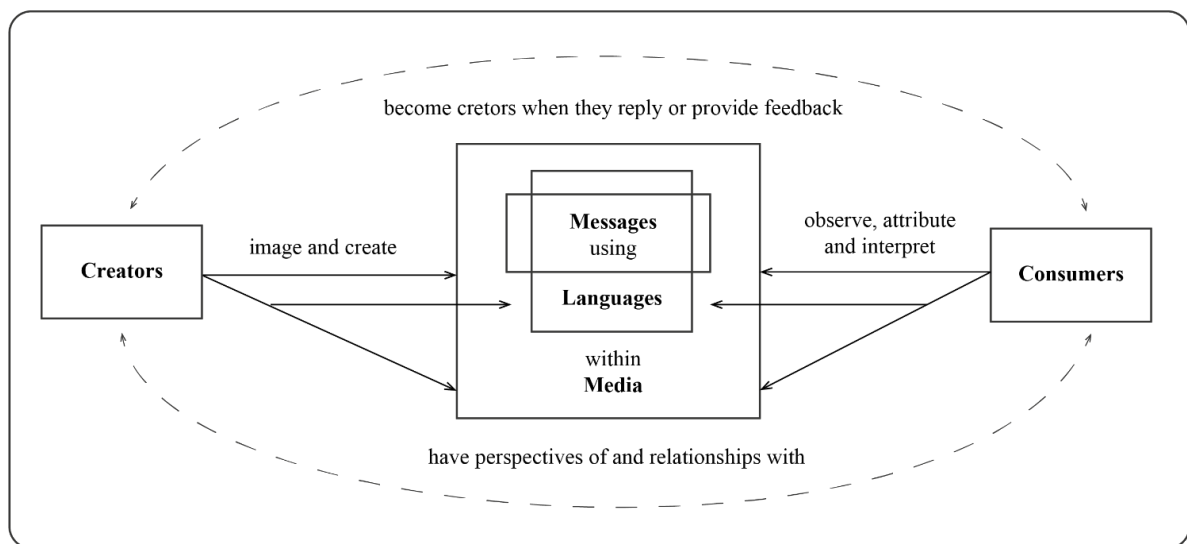 become cretors when they reply or provide feedback
Messages
using
observe, attribute
and interpret
image and create
Creators
Consumers
Languages
within
Media
have perspectives of and relationships with